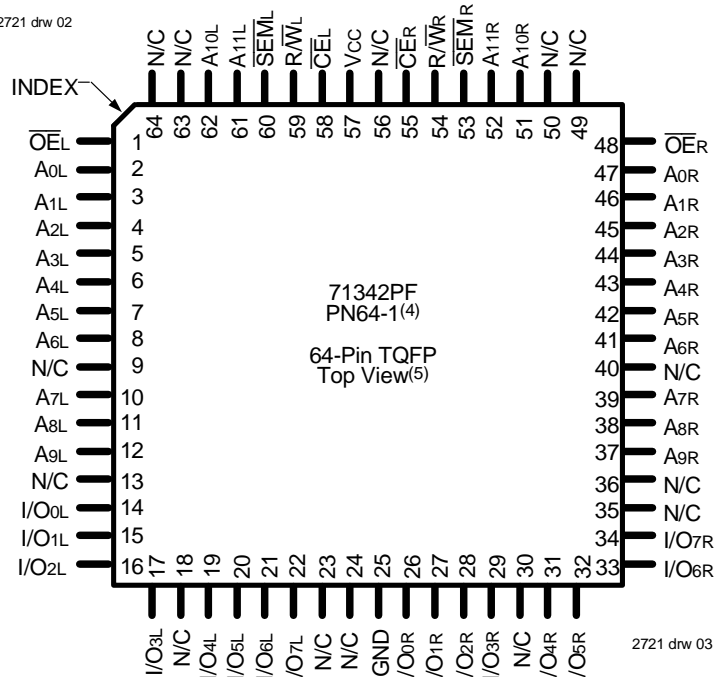 2721 drw 02
INDEX
N/C
N/C
A10L
A11L
SEML
R/WL
CEL
VCC
N/C
CER
R/WR
SEMR
A11R
A10R
N/C
N/C
64
63
62
61
60
59
58
57
56
55
54
53
52
51
50
49
OEL 1
A0L 2
A1L 3
A2L 4
A3L 5
A4L 6
A5L 7
A6L 8
N/C 9
A7L 10
A8L 11
A9L 12
N/C 13
I/O0L 14
I/O1L 15
I/O2L 16
71342PF
PN64-1(4)
64-Pin TQFP
Top View(5)
48 OER
47 A0R
46 A1R
45 A2R
44 A3R
43 A4R
42 A5R
41 A6R
40 N/C
39 A7R
38 A8R
37 A9R
36 N/C
35 N/C
34 I/O7R
33 I/O6R
17
18
19
20
21
22
23
24
25
26
27
28
29
30
31
32
I/O3L
N/C
I/O4L
I/O5L
I/O6L
I/O7L
N/C
N/C
GND
I/O0R
I/O1R
I/O2R
I/O3R
N/C
I/O4R
I/O5R
2721 drw 03